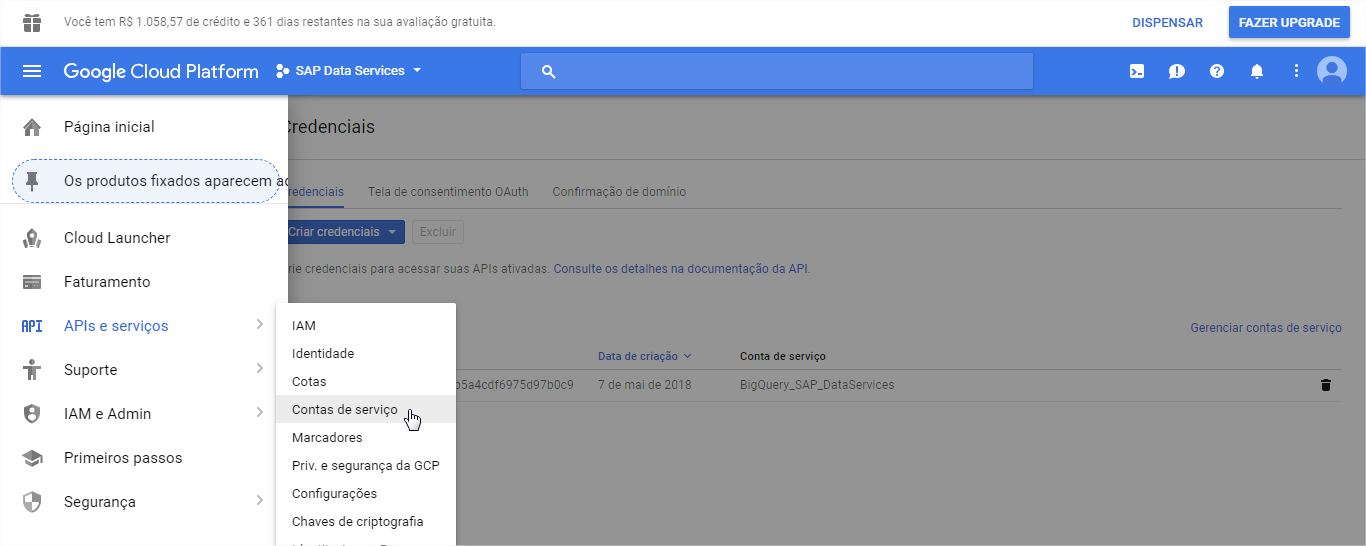 Você tem R$ 1.058,57 de crédito e 361 dias restantes na sua avaliação gratuita.
DISPENSAR
FAZER UPGRADE
Google Cloud Platform
SAP Data Services
Página inicial
Credenciais
Os produtos fixados aparecem
redenciais
Tela de consentimento OAuth
Confirmação de domínio
Cloud Launcher
Criar credenciais
Excluir
rie credenciais para acessar suas APIs ativadas. Consulte os detalhes na documentação da API.
Faturamento
API
APIs e serviços
Gerenciar contas de serviço
Suporte
IAM e Admin
Primeiros passos
Segurança
IAM
Identidade
Cotas
Contas de serviço
Marcadores
Priv. e segurança da GCP
Configurações
Chaves de criptografia
Data de criação
Conta de serviço
b5a4cdf6975d97b0c9
7 de mai de 2018
BigQuery_SAP_DataServices